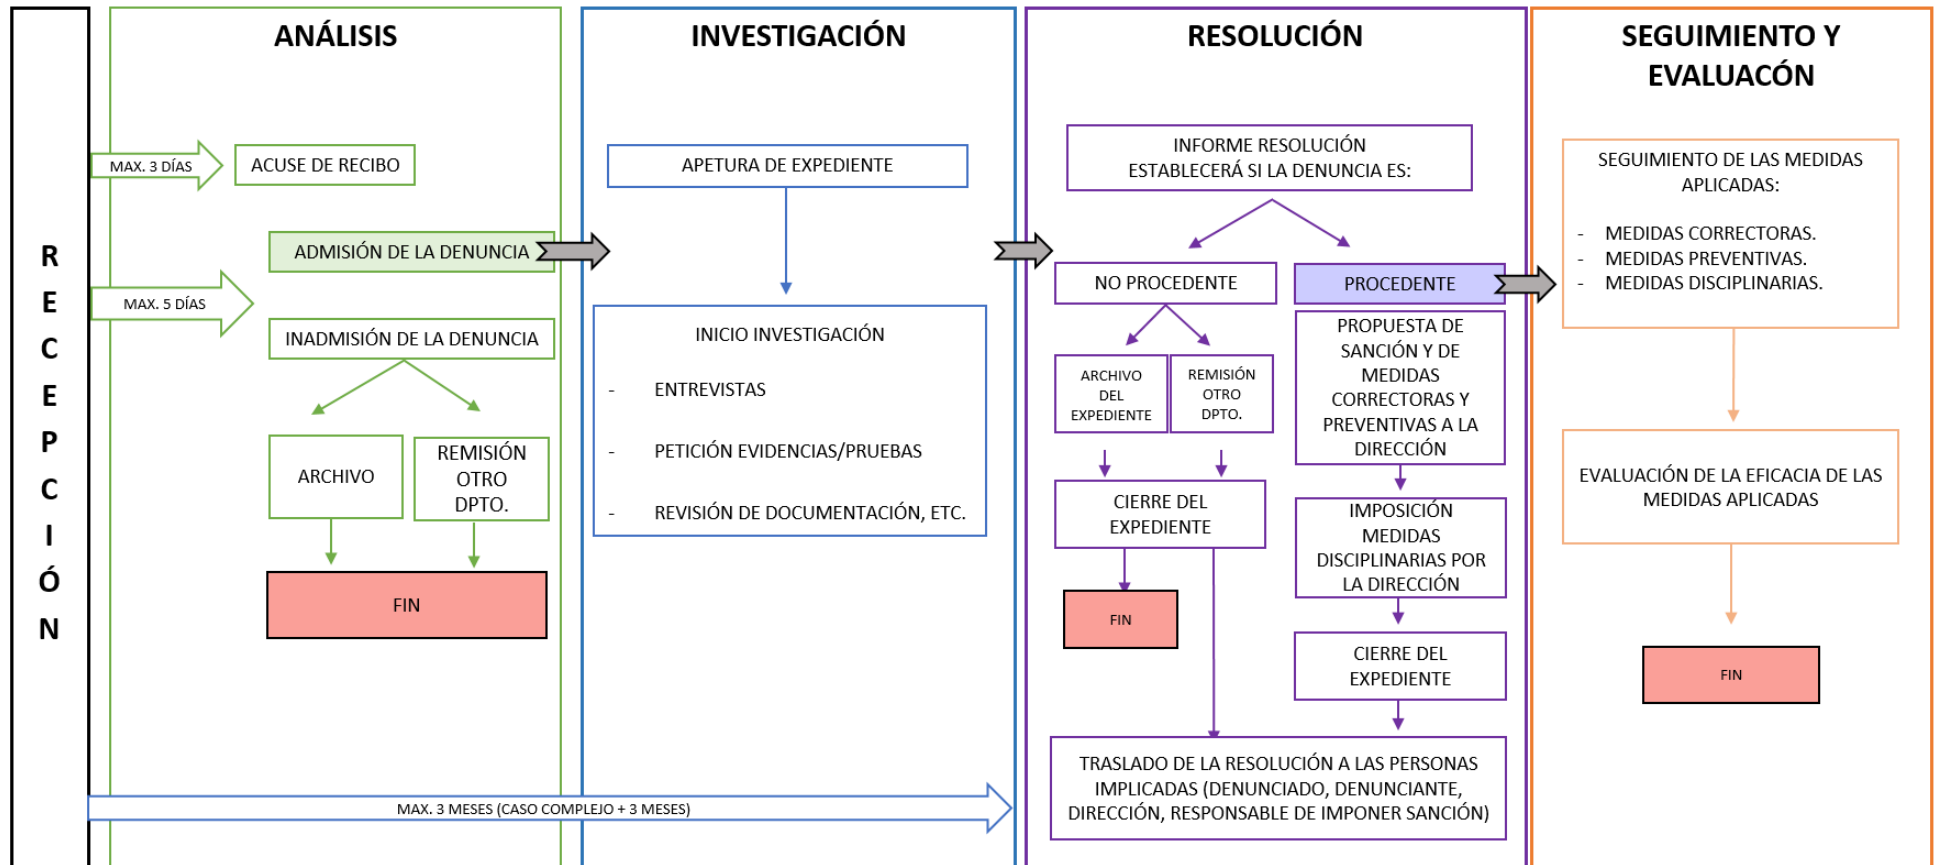 RECEPCIÓN
ANÁLISIS
MAX. 3 DÍAS
ACUSE DE RECIBO
ADMISIÓN DE LA DENUNCIA
MAX. 5 DÍAS
INADMISIÓN DE LA DENUNCIA
ARCHIVO
REMISIÓN
OTRO
DPTO.
FIN
INVESTIGACIÓN
APETURA DE EXPEDIENTE
INICIO INVESTIGACIÓN
- ENTREVISTAS
- PETICIÓN EVIDENCIAS/PRUEBAS
- REVISIÓN DE DOCUMENTACIÓN, ETC.
MAX. 3 MESES (CASO COMPLEJO + 3 MESES)
RESOLUCIÓN
INFORME RESOLUCIÓN
ESTABLECERÁ SI LA DENUNCIA ES:
NO PROCEDENTE
ARCHIVO
DEL
EXPEDIENTE
REMISIÓN
OTRO
DPTO.
CIERRE DEL
EXPEDIENTE
FIN
PROCEDENTE
PROPUESTA DE
SANCIÓN Y DE
MEDIDAS
CORRECTORAS Y
PREVENTIVAS A LA
DIRECCIÓN
IMPOSICIÓN
MEDIDAS
DISCIPLINARIAS POR
LA DIRECCIÓN
CIERRE DEL
EXPEDIENTE
TRASLADO DE LA RESOLUCIÓN A LAS PERSONAS
IMPLICADAS (DENUNCIADO, DENUNCIANTE,
DIRECCIÓN, RESPONSABLE DE IMPONER SANCIÓN)
SEGUIMIENTO Y
EVALUACÓN
SEGUIMIENTO DE LAS MEDIDAS
APLICADAS:
- MEDIDAS CORRECTORAS.
- MEDIDAS PREVENTIVAS.
- MEDIDAS DISCIPLINARIAS.
EVALUACIÓN DE LA EFICACIA DE LAS
MEDIDAS APLICADAS
FIN